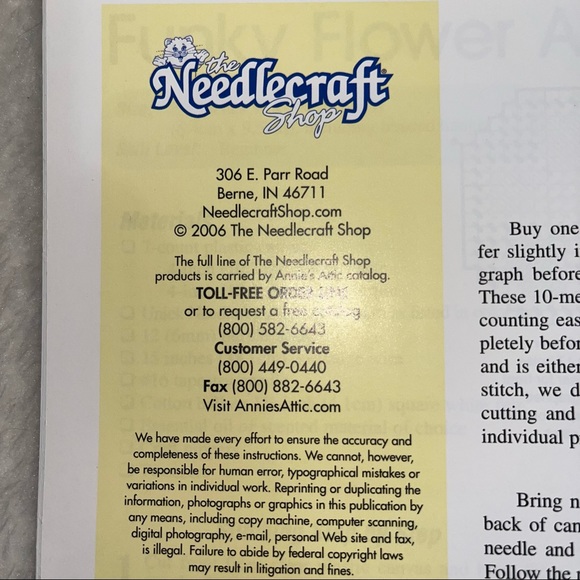 the
Needlecraft®
Shop
306 E. Parr Road
Berne, IN 46711
NeedlecraftShop.com
© 2006 The Needlecraft Shop
The full line of The Needlecraft Shop
products is carried by Annie's Attic catalog.
TOLL-FREE ORDER LINE
or to request a free catalog
(800) 582-6643
Customer Service
(800) 449-0440
Fax (800) 882-6643
Visit AnniesAttic.com
We have made every effort to ensure the accuracy and
completeness of these instructions. We cannot, however,
be responsible for human error, typographical mistakes or
variations in individual work. Reprinting or duplicating the
information, photographs or graphics in this publication by
any means, including copy machine, computer scanning,
digital photography, e-mail, personal Web site and fax,
is illegal. Failure to abide by federal copyright laws
may result in litigation and fines.
Buy one
fer slightly i
graph before
These 10-me
counting eas
pletely befor
and is either
stitch, we d
cutting and
individual p
Bring n
back of can
needle and
Follow the
Funky Flower